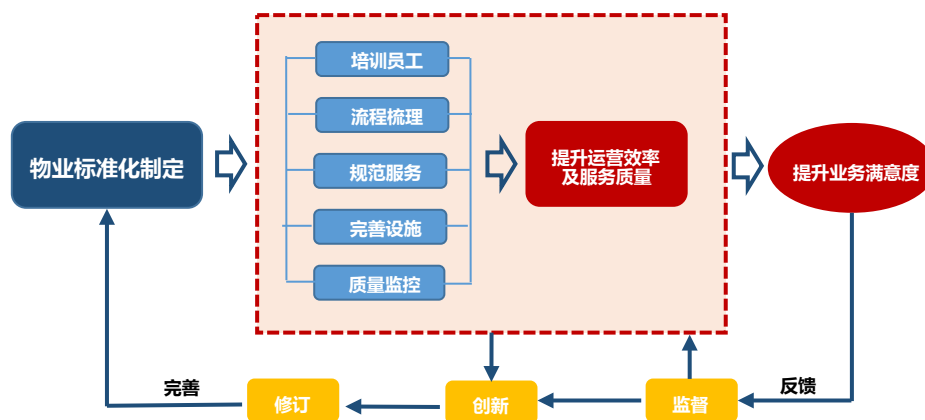 培训员工
流程梳理
物业标准化制定
规范服务
提升运营效率
及服务质量
提升业务满意度
完善设施
质量监控
完善
反馈
修订
创新
监督